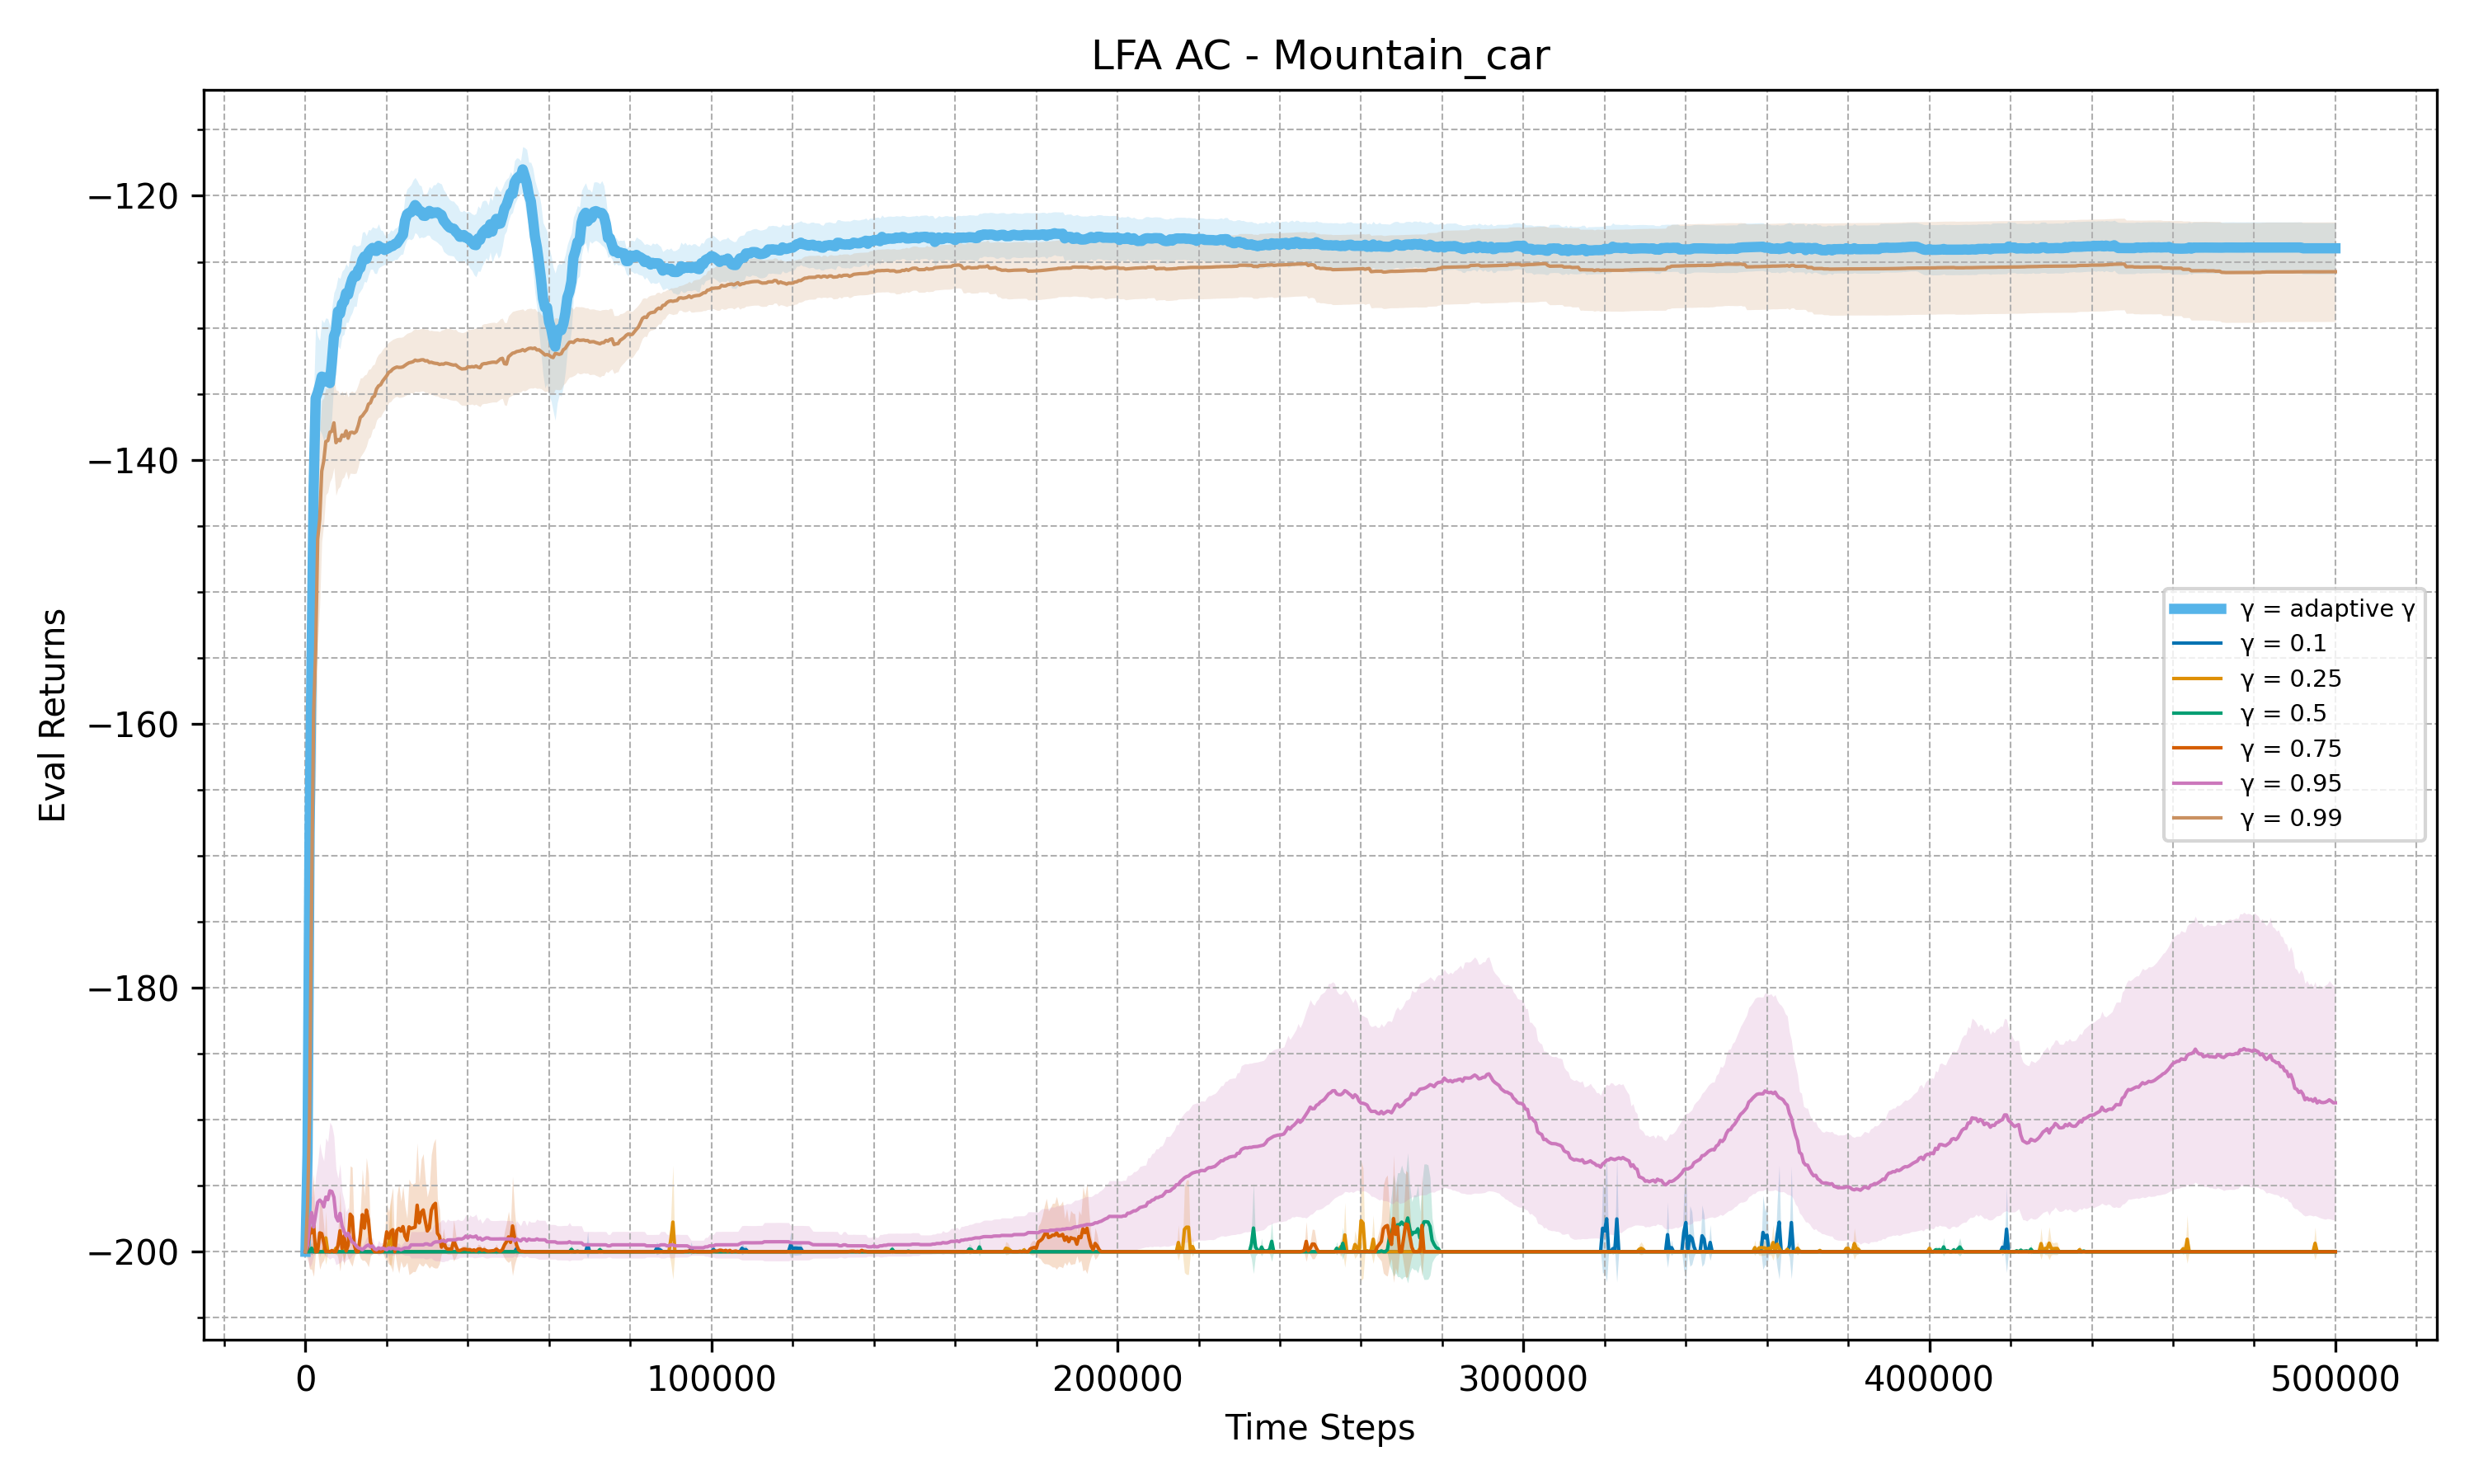 LFA AC - Mountain_car
Eval Returns
−120
−140
−160
−180
−200
γ = adaptive γ
γ = 0.1
γ = 0.25
γ = 0.5
γ = 0.75
γ = 0.95
γ = 0.99
0
100000
200000
300000
400000
500000
Time Steps